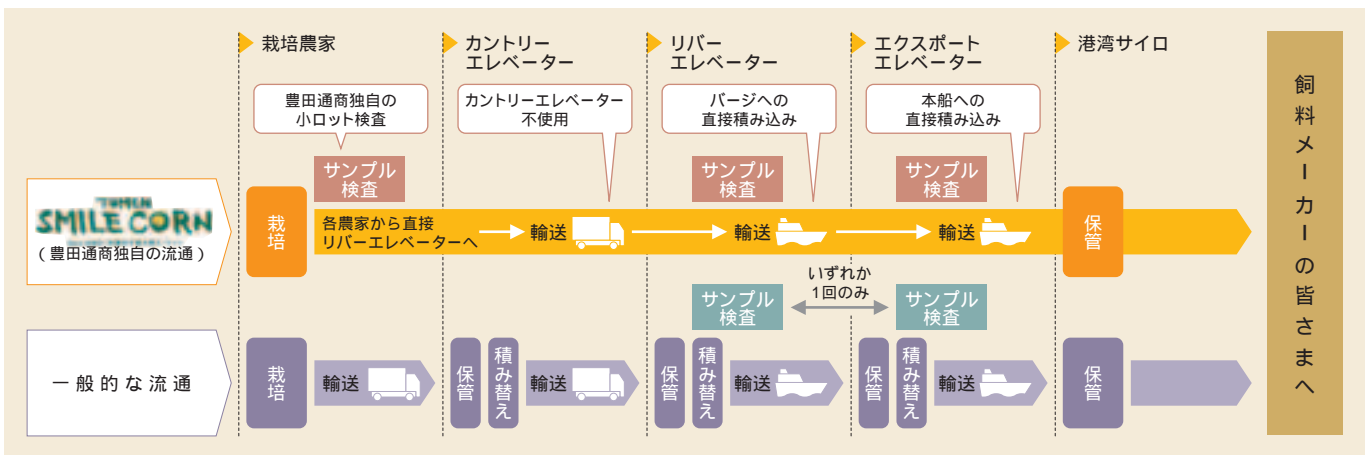 栽培農家
カントリー
エレベーター
リバー
エレベーター
エクスポート
エレベーター
港湾サイロ
豊田通商独自の
小ロット検査
カントリーエレベーター
不使用
バージへの
直接積み込み
本船への
直接積み込み
サンプル
検査
サンプル
検査
サンプル
検査
TOMEN
SMILE CORN
(豊田通商独自の流通)
栽培
各農家から直接
リバーエレベーターへ
輸送
輸送
輸送
保管
サンプル
検査
いずれか
1回のみ
サンプル
検査
一般的な流通
栽培
輸送
保管
積み替え
輸送
保管
積み替え
輸送
保管
積み替え
輸送
保管
飼料メーカーの皆さまへ